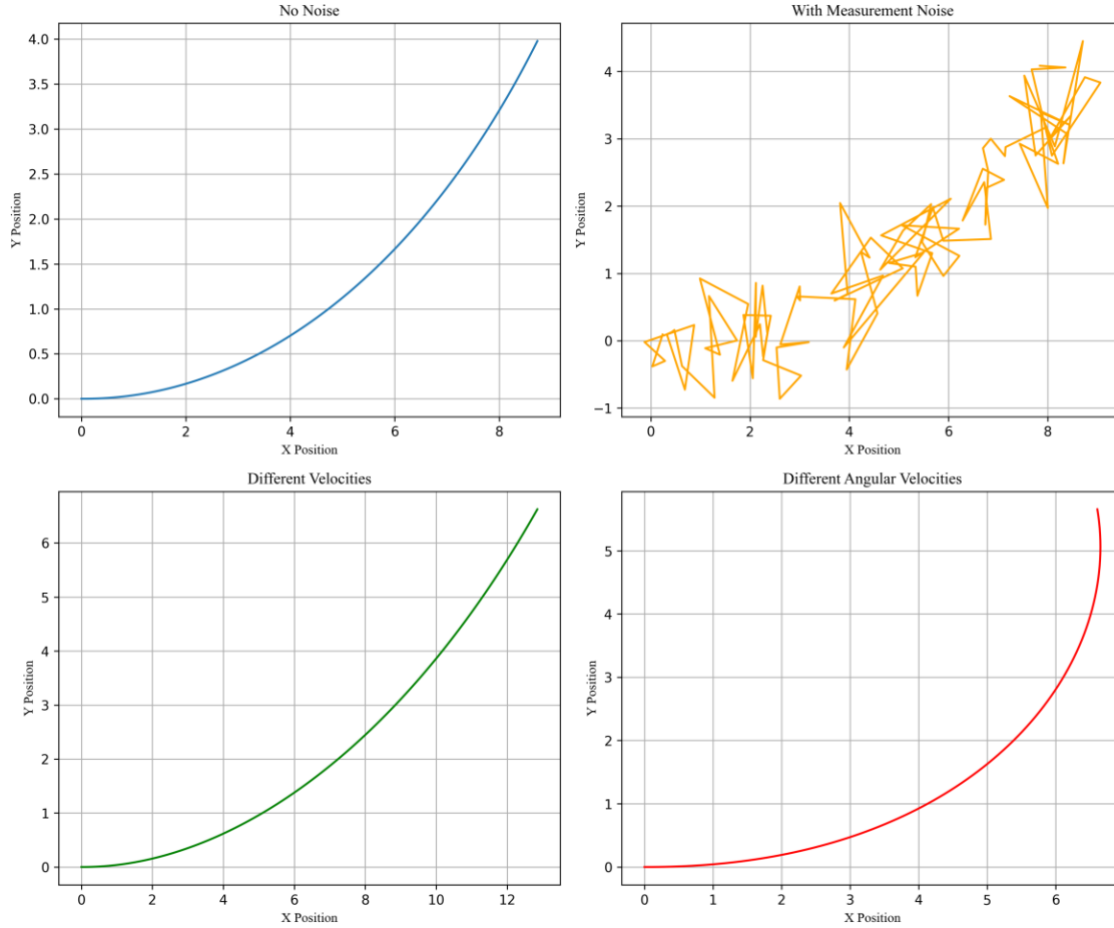 No Noise
4.0
3.5
3.0
2.5
2.0
1.5
1.0
0.5
0.0
Y Position
0 2 4 6 8
X Position
With Measurement Noise
4
3
2
1
0
−1
Y Position
0 2 4 6 8
X Position
Different Velocities
6
5
4
3
2
1
0
Y Position
0 2 4 6 8 10 12
X Position
Different Angular Velocities
5
4
3
2
1
0
Y Position
0 1 2 3 4 5 6
X Position